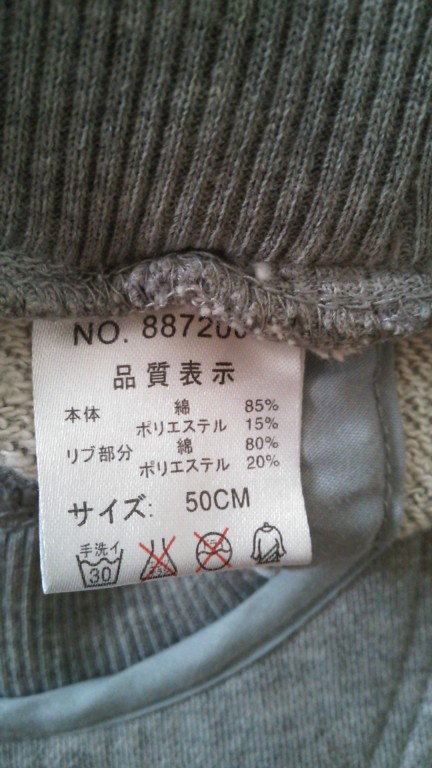 NO. 88720
品質表示
本体 綿 85%
ポリエステル 15%
リブ部分 綿 80%
ポリエステル 20%
サイズ: 50CM
手洗イ
30